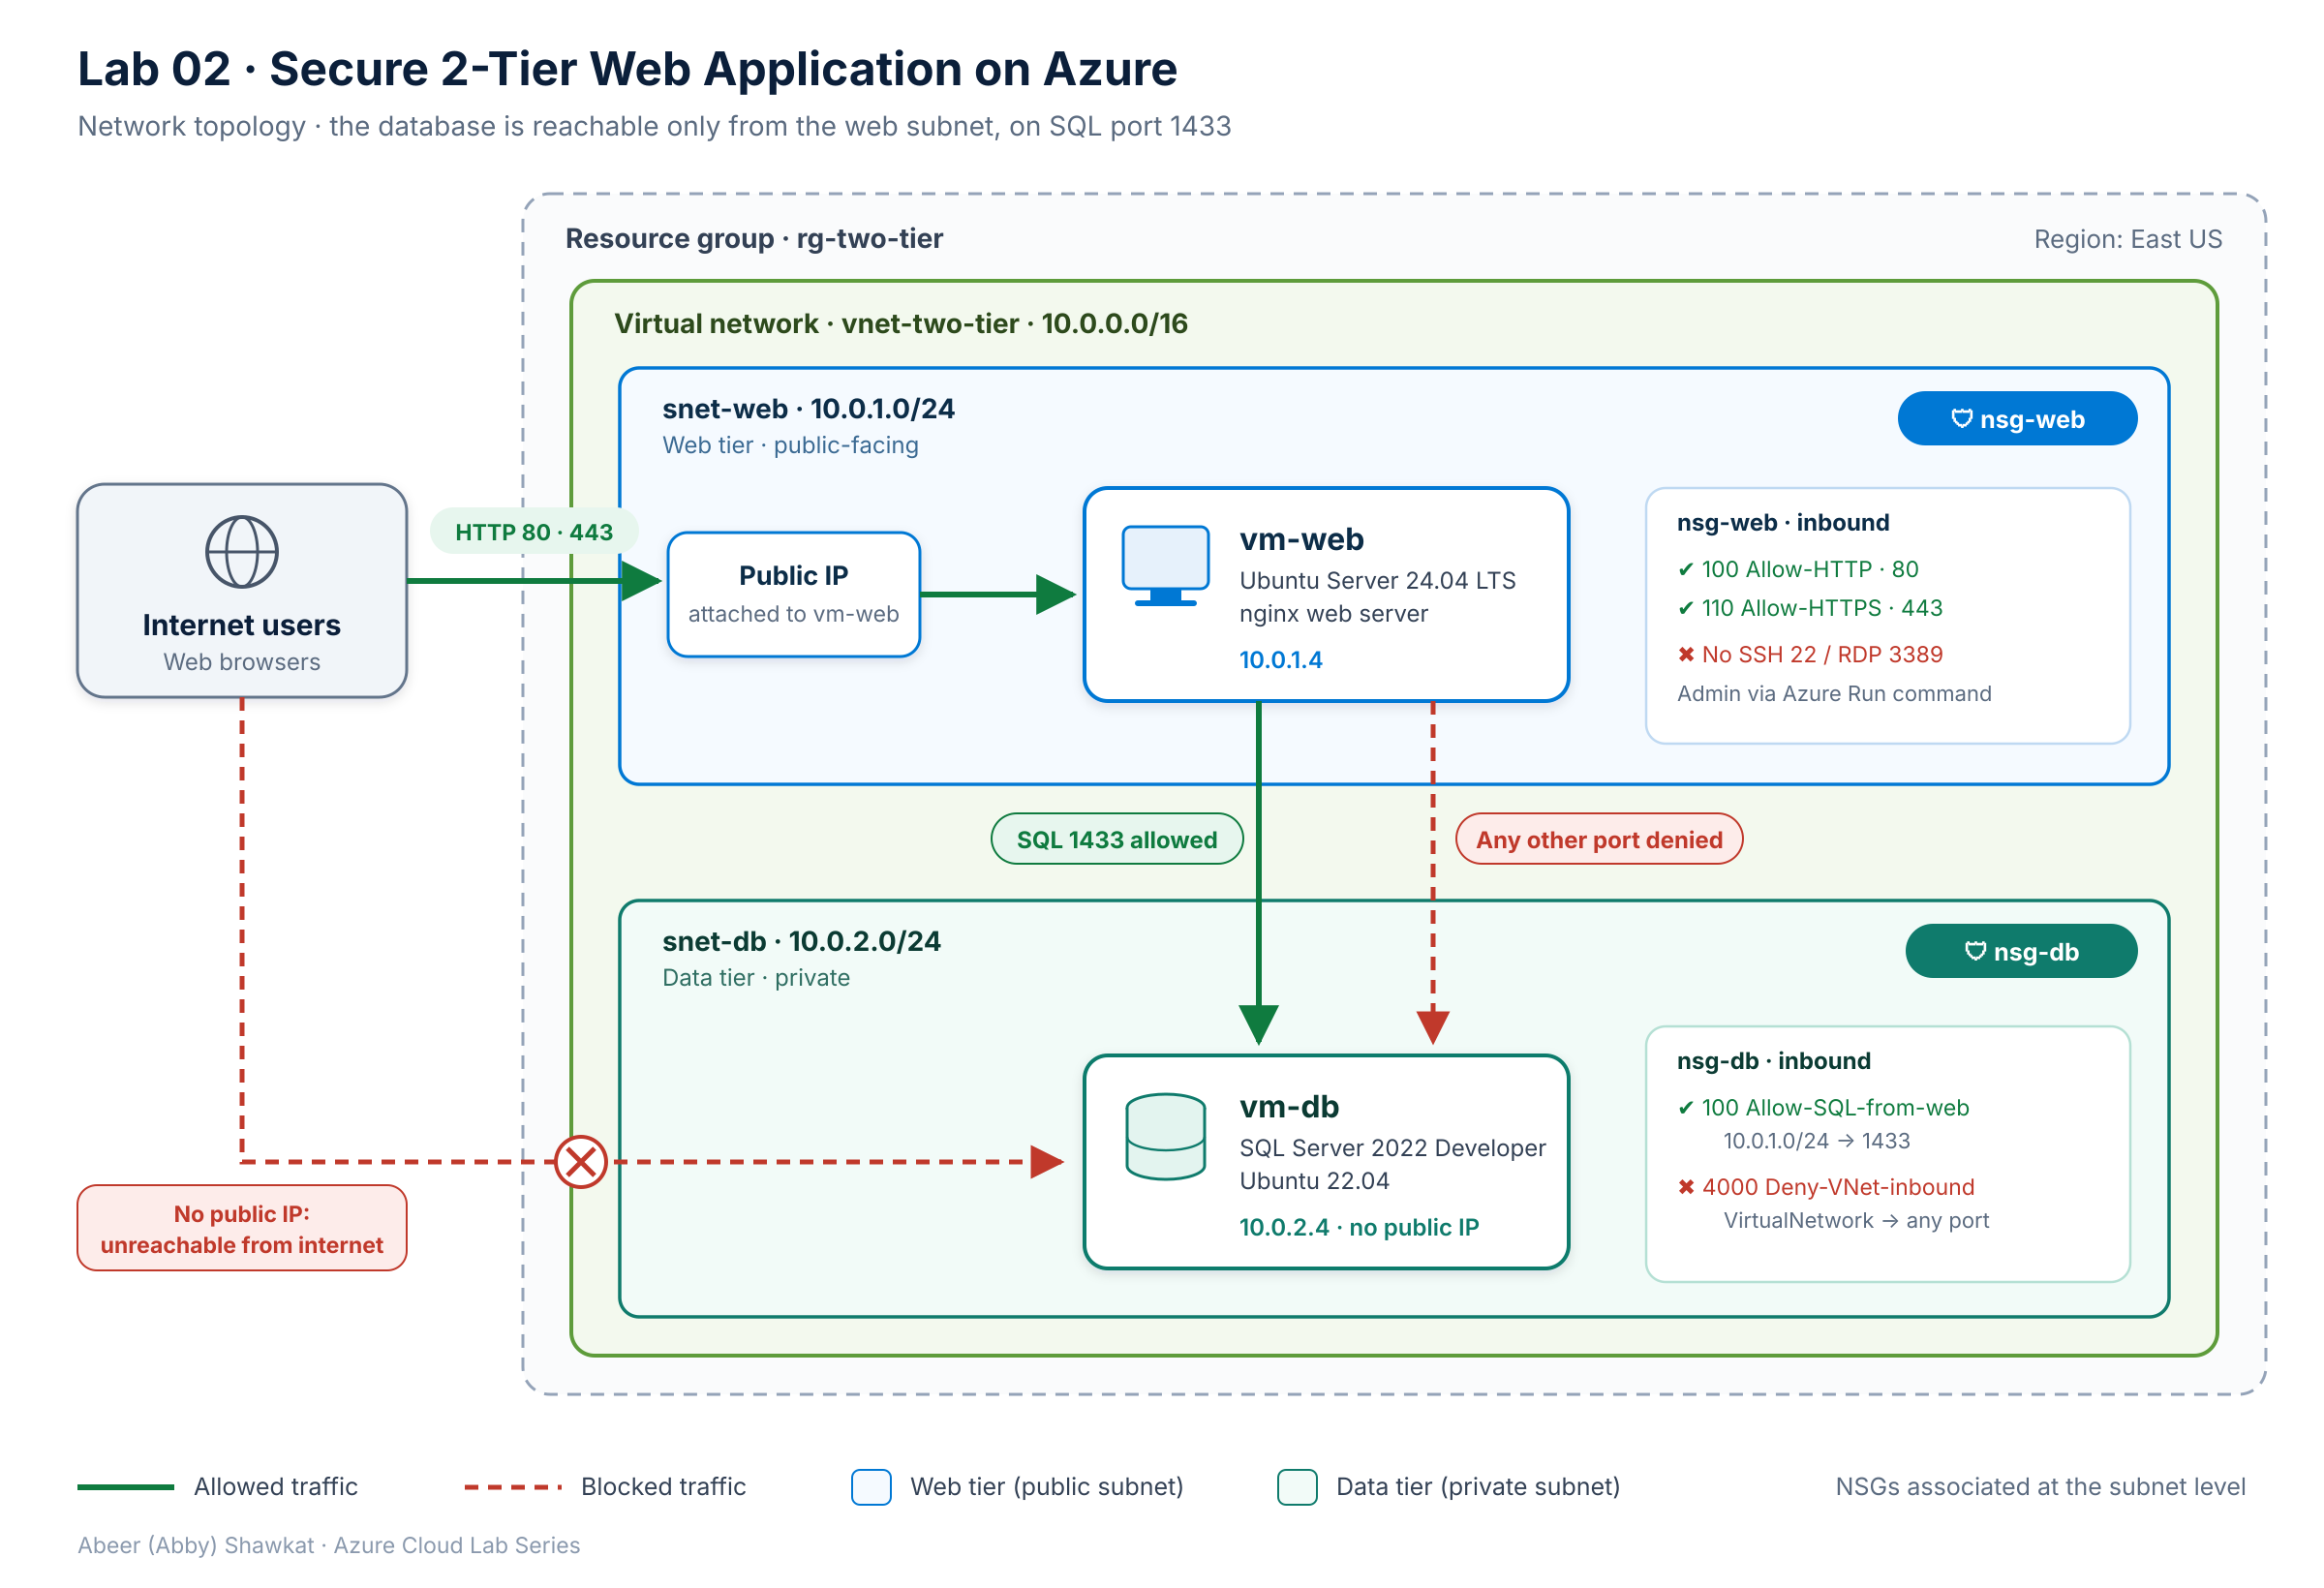 Lab 02 · Secure 2-Tier Web Application on Azure
Network topology · the database is reachable only from the web subnet, on SQL port 1433
Resource group · rg-two-tier
Region: East US
Virtual network · vnet-two-tier · 10.0.0.0/16
snet-web · 10.0.1.0/24
Web tier · public-facing
nsg-web
Internet users
Web browsers
HTTP 80 · 443
Public IP
attached to vm-web
vm-web
Ubuntu Server 24.04 LTS
nginx web server
10.0.1.4
nsg-web · inbound
✔ 100 Allow-HTTP · 80
✔ 110 Allow-HTTPS · 443
✖ No SSH 22 / RDP 3389
Admin via Azure Run command
SQL 1433 allowed
Any other port denied
snet-db · 10.0.2.0/24
Data tier · private
nsg-db
vm-db
SQL Server 2022 Developer
Ubuntu 22.04
10.0.2.4 · no public IP
nsg-db · inbound
✔ 100 Allow-SQL-from-web
10.0.1.0/24 → 1433
✖ 4000 Deny-VNet-inbound
VirtualNetwork → any port
No public IP:
unreachable from internet
Allowed traffic
Blocked traffic
Web tier (public subnet)
Data tier (private subnet)
NSGs associated at the subnet level
Abeer (Abby) Shawkat · Azure Cloud Lab Series